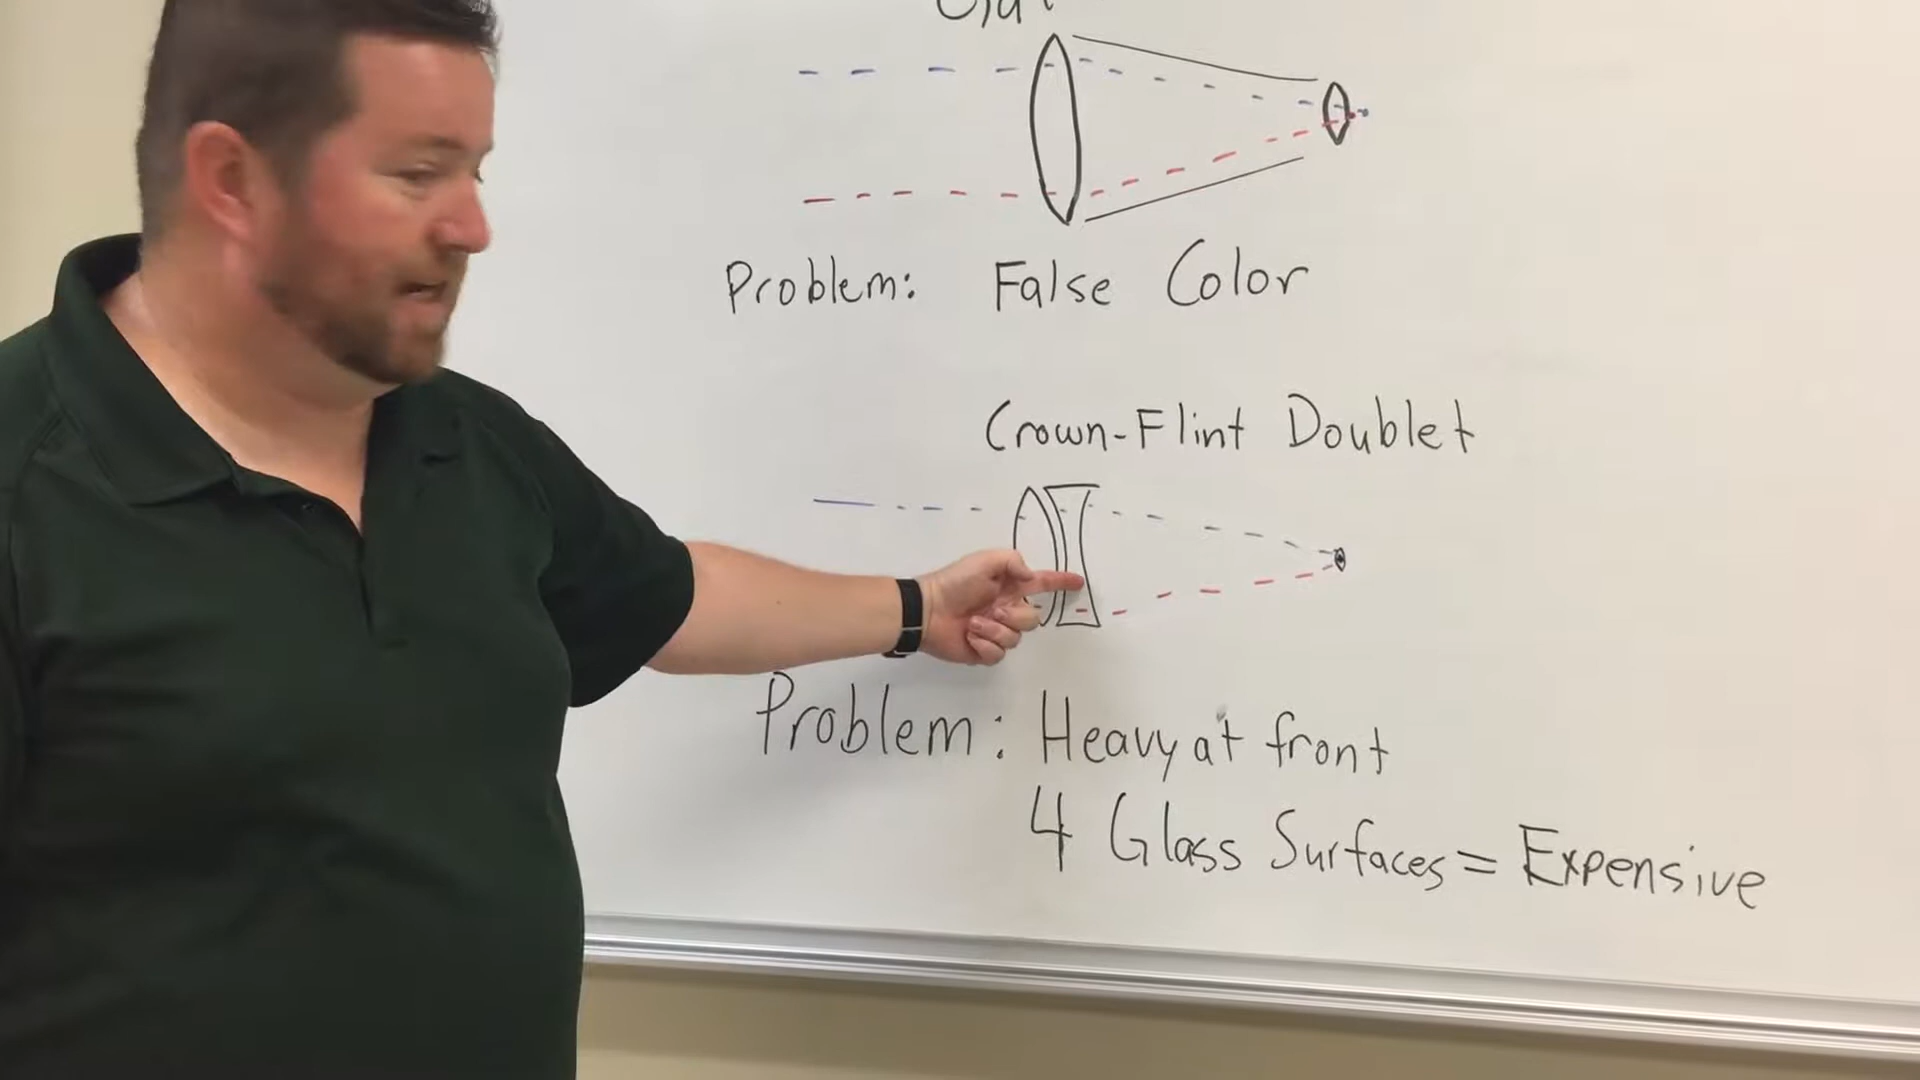 Problem: False Color
Crown-Flint Doublet
Problem: Heavy at front
4 Glass Surfaces = Expensive